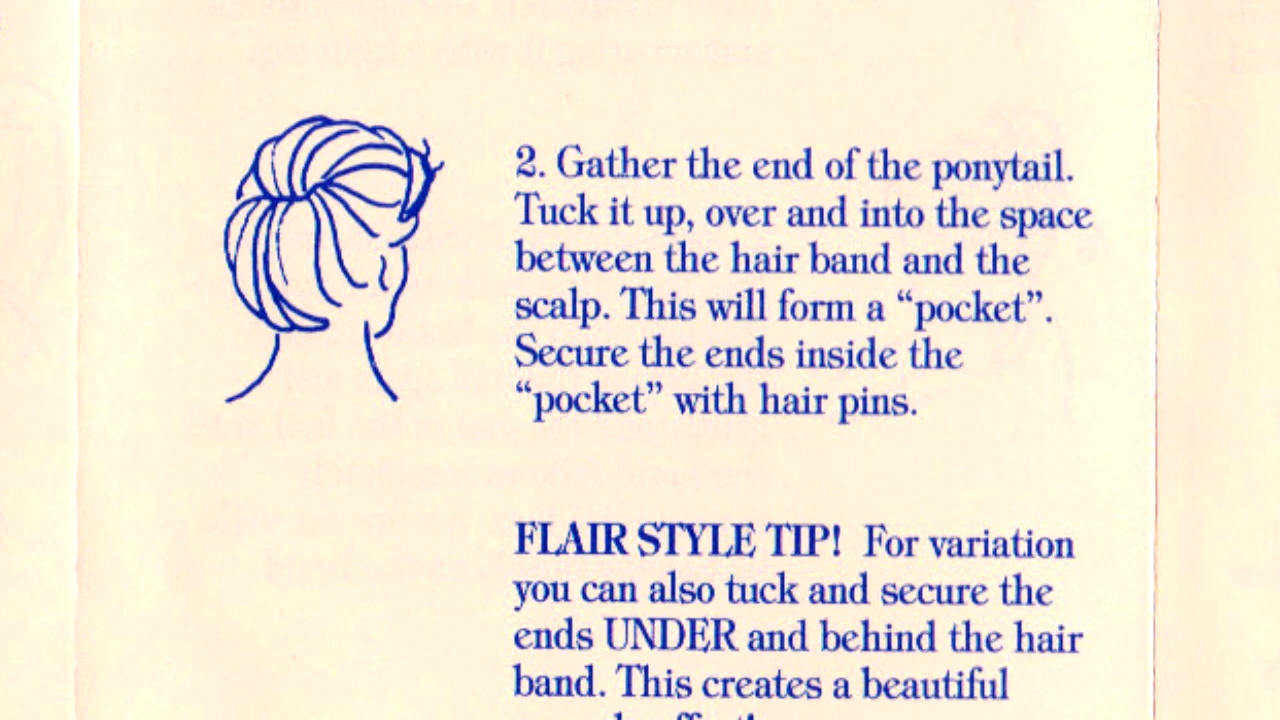 2. Gather the end of the ponytail.
Tuck it up, over and into the space
between the hair band and the
scalp. This will form a “pocket”.
Secure the ends inside the
“pocket” with hair pins.
FLAIR STYLE TIP! For variation
you can also tuck and secure the
ends UNDER and behind the hair
band. This creates a beautiful